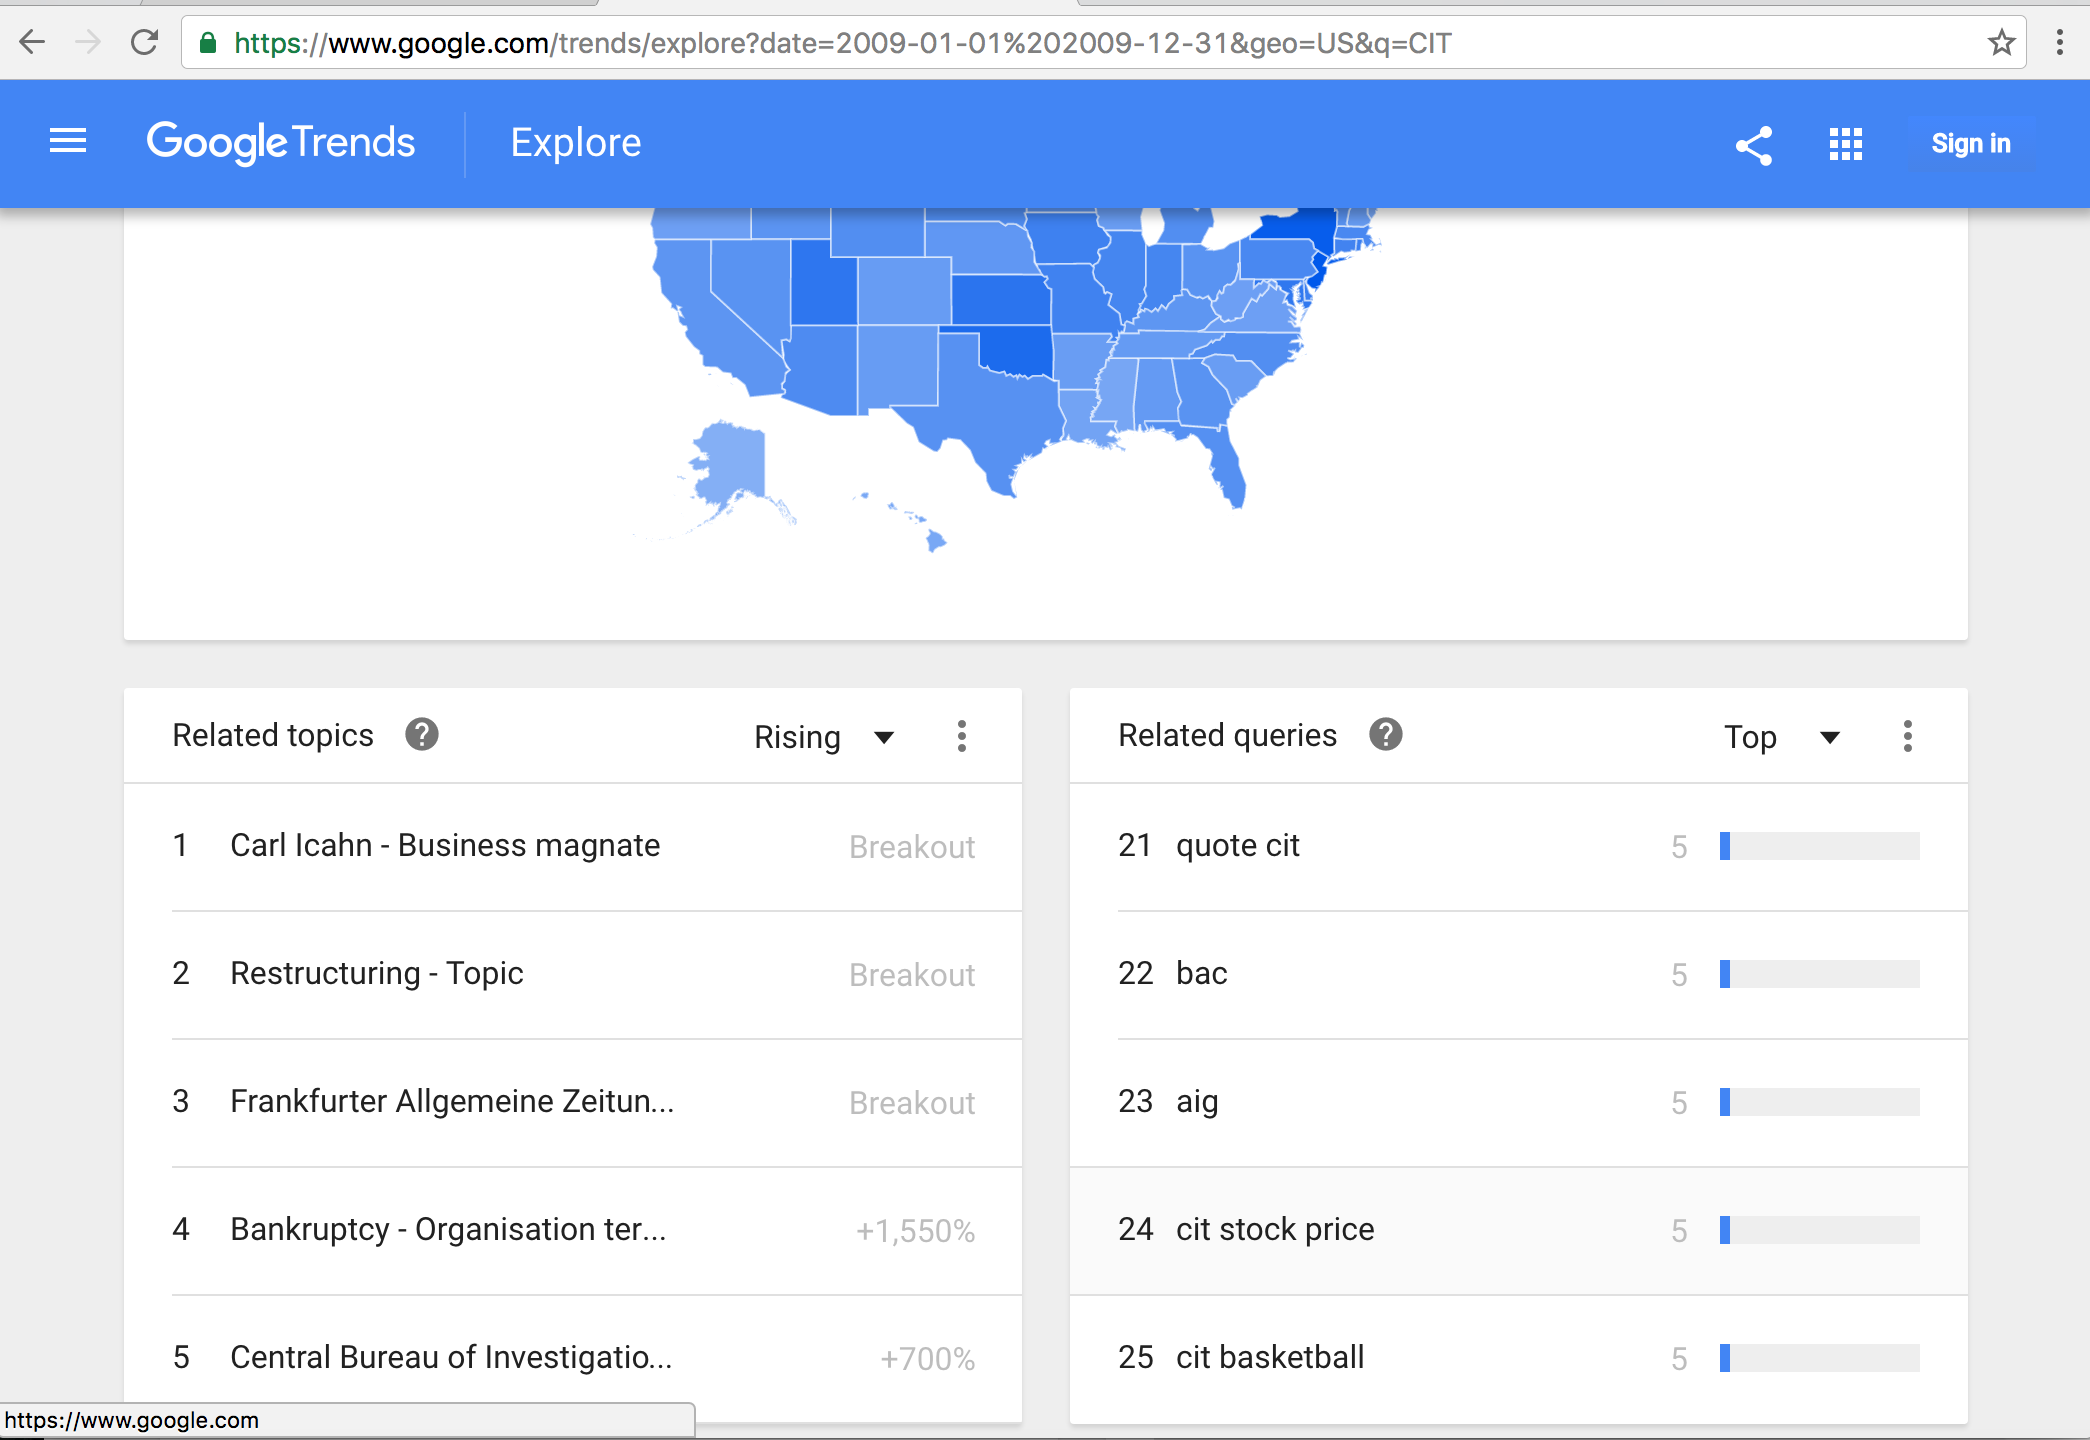 https://www.google.com/trends/explore?date=2009-01-01%202009-12-31&geo=US&q=CIT
Google Trends Explore Sign in
Related topics ? Rising
1 Carl Icahn - Business magnate Breakout
2 Restructuring - Topic Breakout
3 Frankfurter Allgemeine Zeitun... Breakout
4 Bankruptcy - Organisation ter... +1,550%
5 Central Bureau of Investigatio... +700%
Related queries ? Top
21 quote cit 5
22 bac 5
23 aig 5
24 cit stock price 5
25 cit basketball 5
https://www.google.com